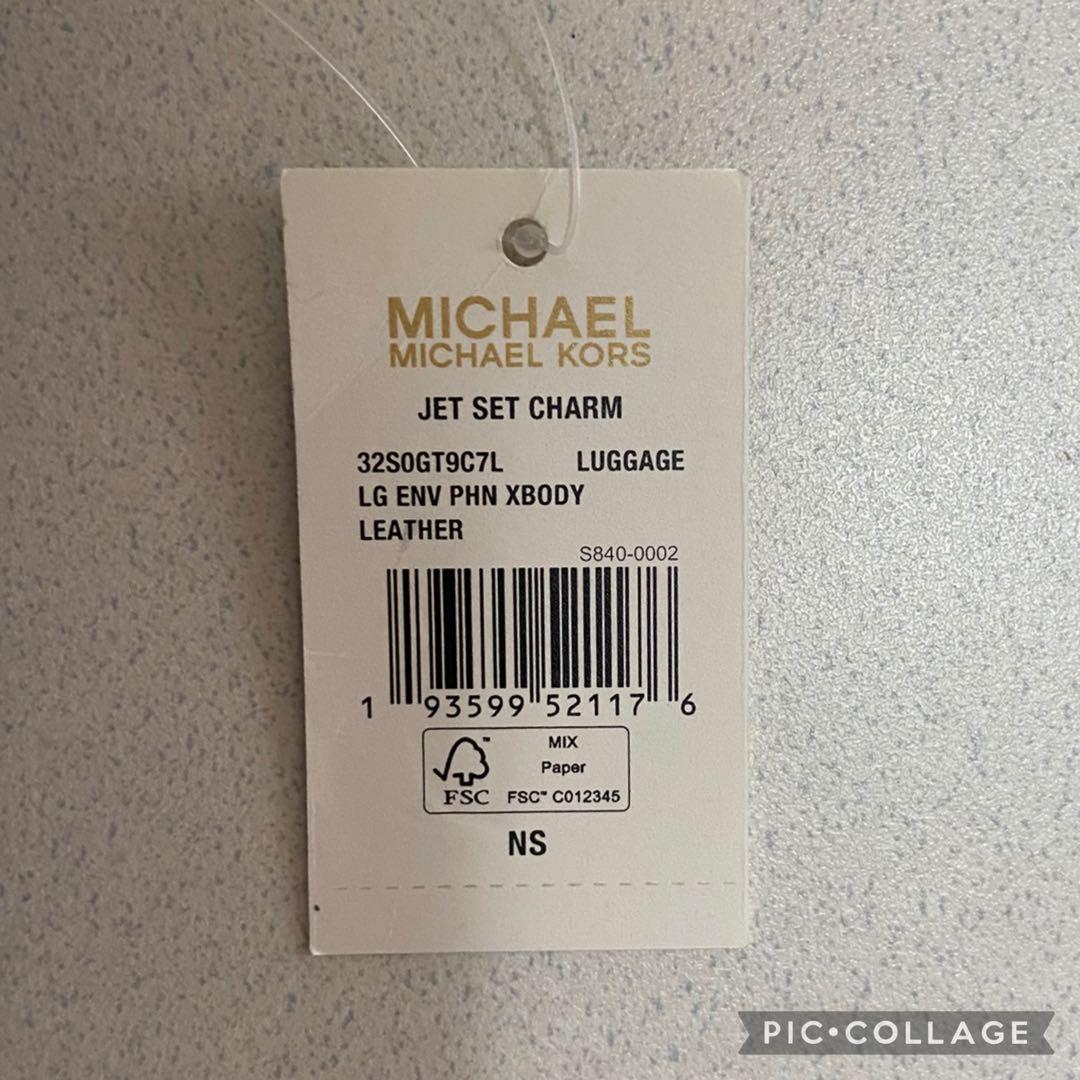 MICHAEL
MICHAEL KORS
JET SET CHARM
32S0GT9C7L LUGGAGE
LG ENV PHN XBODY
LEATHER
S840-0002
1 93599 52117 6
MIX
Paper
FSC™ C012345
FSC™
NS
PIC•COLLAGE